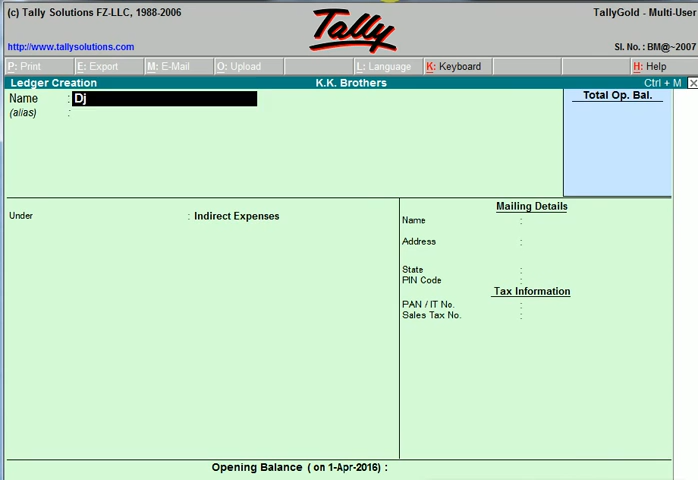 (c) Tally Solutions FZ-LLC, 1988-2006
Tally
TallyGold - Multi-User
http://www.tallysolutions.com
Sl. No. : BM@~2007
P: Print E: Export M: E-Mail O: Upload L: Language K: Keyboard H: Help
Ledger Creation K.K. Brothers Ctrl + M X
Name : Dj
(alias) :
Total Op. Bal.
Under : Indirect Expenses
Mailing Details
Name :
Address :
State :
PIN Code :
Tax Information
PAN / IT No. :
Sales Tax No. :
Opening Balance ( on 1-Apr-2016) :